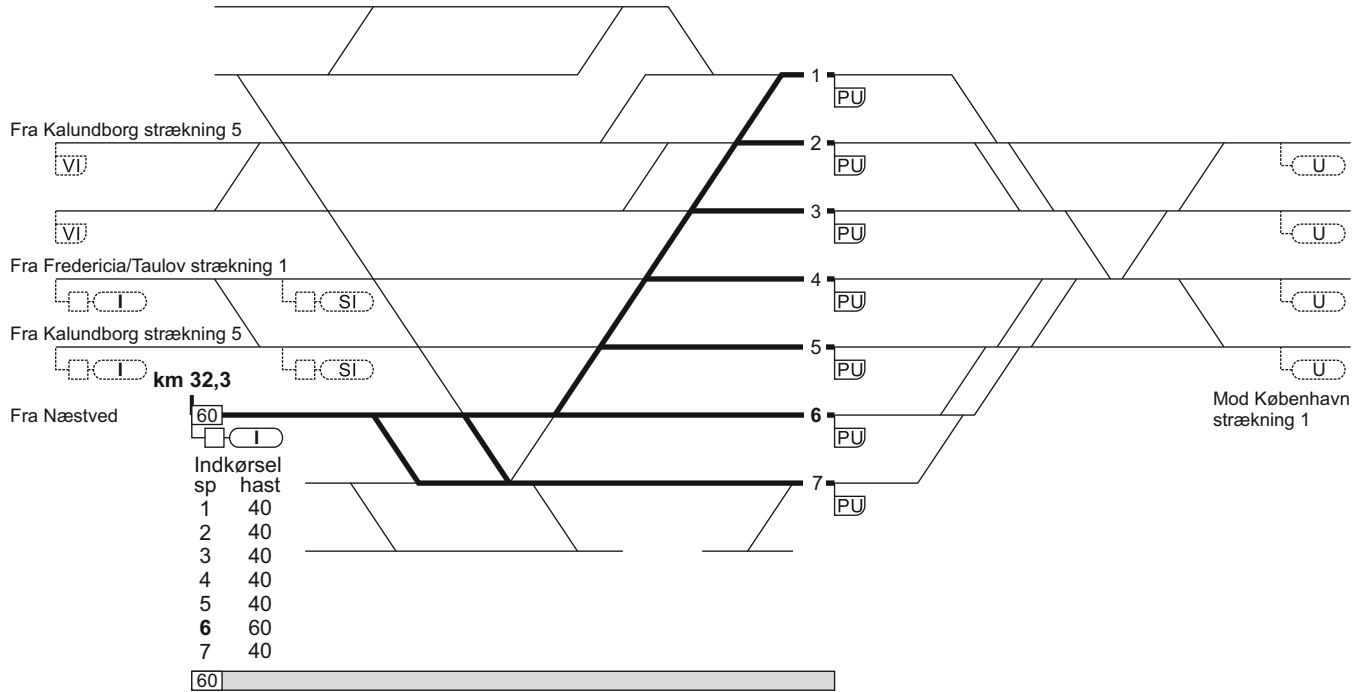 1
Fra Kalundborg strækning 5
PU
VI
2
U
PU
VI
3
U
PU
Fra Fredericia/Taulov strækning 1
I
SI
4
U
PU
Fra Kalundborg strækning 5
I
SI
5
U
PU
km 32,3
Mod København
strækning 1
Fra Næstved
60
6
I
PU
Indkørsel
sp hast
7
PU
1 40
2 40
3 40
4 40
5 40
6 60
7 40
60